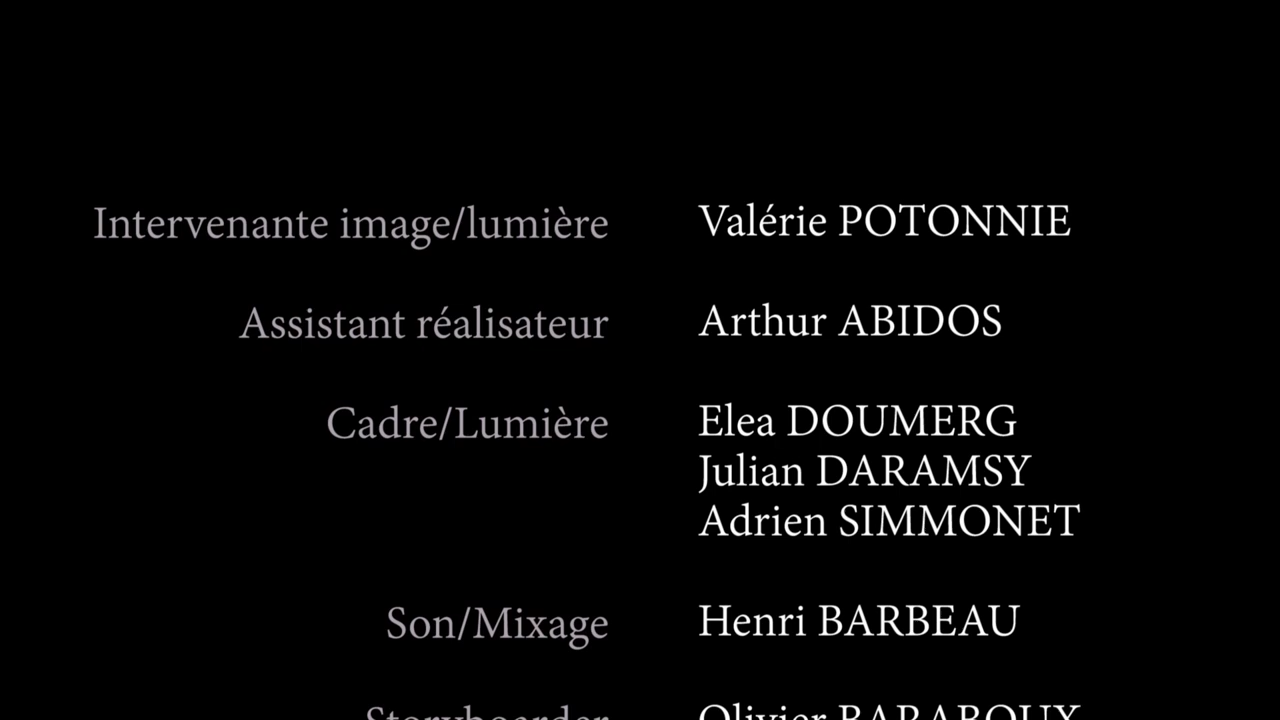 Intervenante image/lumière Valérie POTONNIE
Assistant réalisateur Arthur ABIDOS
Cadre/Lumière Elea DOUMERG
Julian DARAMSY
Adrien SIMMONET
Son/Mixage Henri BARBEAU
Storyboarder Olivier BARABOUX